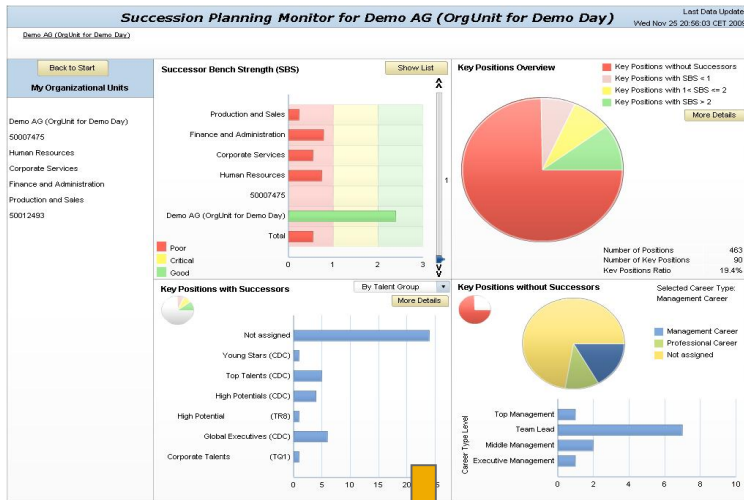 Succession Planning Monitor for Demo AG (OrgUnit for Demo Day)
Last Data Update
Wed Nov 25 20:56:03 CET 2009
Demo AG (OrgUnit for Demo Day)
Back to Start
My Organizational Units
Demo AG (OrgUnit for Demo Day)
50007475
Human Resources
Corporate Services
Finance and Administration
Production and Sales
50012493
Successor Bench Strength (SBS)
Show List
Production and Sales
Finance and Administration
Corporate Services
Human Resources
50007475
Demo AG (OrgUnit for Demo Day)
Total
Poor
Critical
Good
0 1 2 3
1
Key Positions Overview
Key Positions without Successors
Key Positions with SBS < 1
Key Positions with 1< SBS <= 2
Key Positions with SBS > 2
More Details
Number of Positions 463
Number of Key Positions 90
Key Positions Ratio 19.4%
Key Positions with Successors
By Talent Group
More Details
Not assigned
Young Stars (CDC)
Top Talents (CDC)
High Potentials (CDC)
High Potential (TR8)
Global Executives (CDC)
Corporate Talents (TQ1)
0 5 10 15 20 5
Key Positions without Successors
Selected Career Type:
Management Career
Management Career
Professional Career
Not assigned
Career Type Level
Top Management
Team Lead
Middle Management
Executive Management
0 2 4 6 8 10